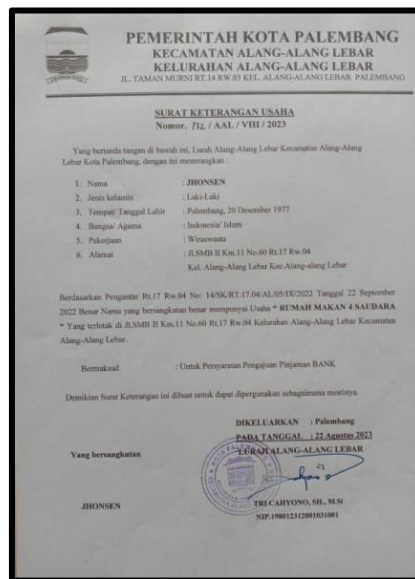 PEMERINTAH KOTA PALEMBANG
KECAMATAN ALANG-ALANG LEBAR
KELURAHAN ALANG-ALANG LEBAR
JL. TAMAN MURNI RT.14 RW.03 KEL. ALANG-ALANG LEBAR PALEMBANG
SURAT KETERANGAN USAHA
Nomor. / AAL / VIII / 2023
Yang bertanda tangan di bawah ini, Lurah Alang-Alang Lebar Kecamatan Alang-Alang
Lebar Kota Palembang, dengan ini menerangkan :
1. Nama : JHONSEN
2. Jenis kelamin : Laki-Laki
3. Tempat/ Tanggal Lahir : Palembang, 20 Desember 1977
4. Bangsa/ Agama : Indonesia/ Islam
5. Pekerjaan : Wiraswasta
6. Alamat : Jl.SMB II Km.11 No.60 Rt.17 Rw.04
Kel. Alang-Alang Lebar Kec.Alang-alang Lebar
Berdasarkan Pengantar Rt.17 Rw.04 No: 14/SK/RT.17.04/AL/05/IX/2022 Tanggal 22 September
2022 Benar Nama yang bersangkutan benar mempunyai Usaha " RUMAH MAKAN 4 SAUDARA
" Yang terletak di Jl.SMB II Km.11 No.60 Rt.17 Rw.04 Kelurahan Alang-Alang Lebar Kecamatan
Alang-Alang Lebar.
Bermaksud : Untuk Persyaratan Pengajuan Pinjaman BANK
Demikian Surat Keterangan ini dibuat untuk dapat dipergunakan sebagaimana mestinya.
DIKELUARKAN : Palembang
PADA TANGGAL : 22 Agustus 2023
Yang bersangkutan LURAH ALANG-ALANG LEBAR
JHONSEN TRI CAHYONO, SH., M.Si
NIP.198012312001031001